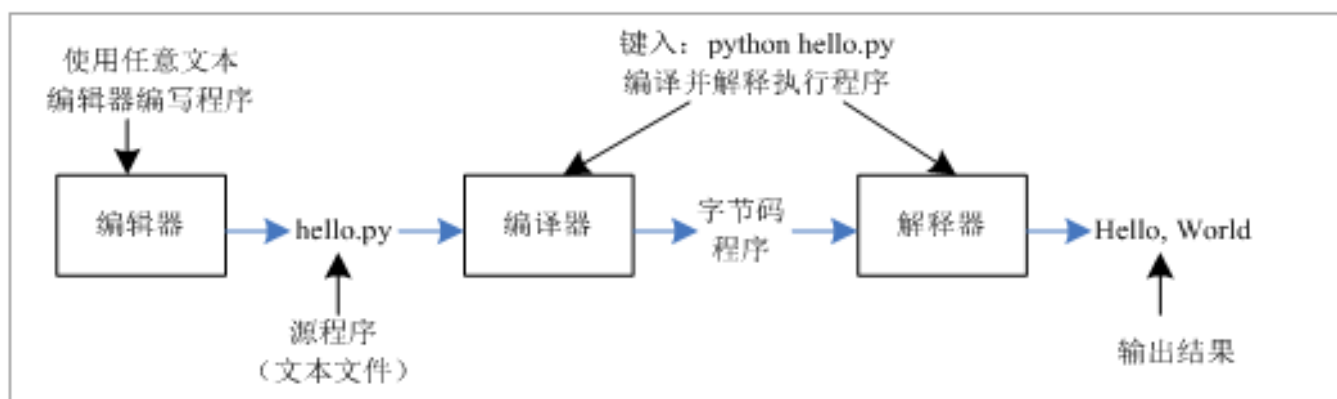 使用任意文本
编辑器编写程序
键入：python hello.py
编译并解释执行程序
编辑器
hello.py
编译器
字节码
程序
解释器
Hello, World
源程序
（文本文件）
输出结果